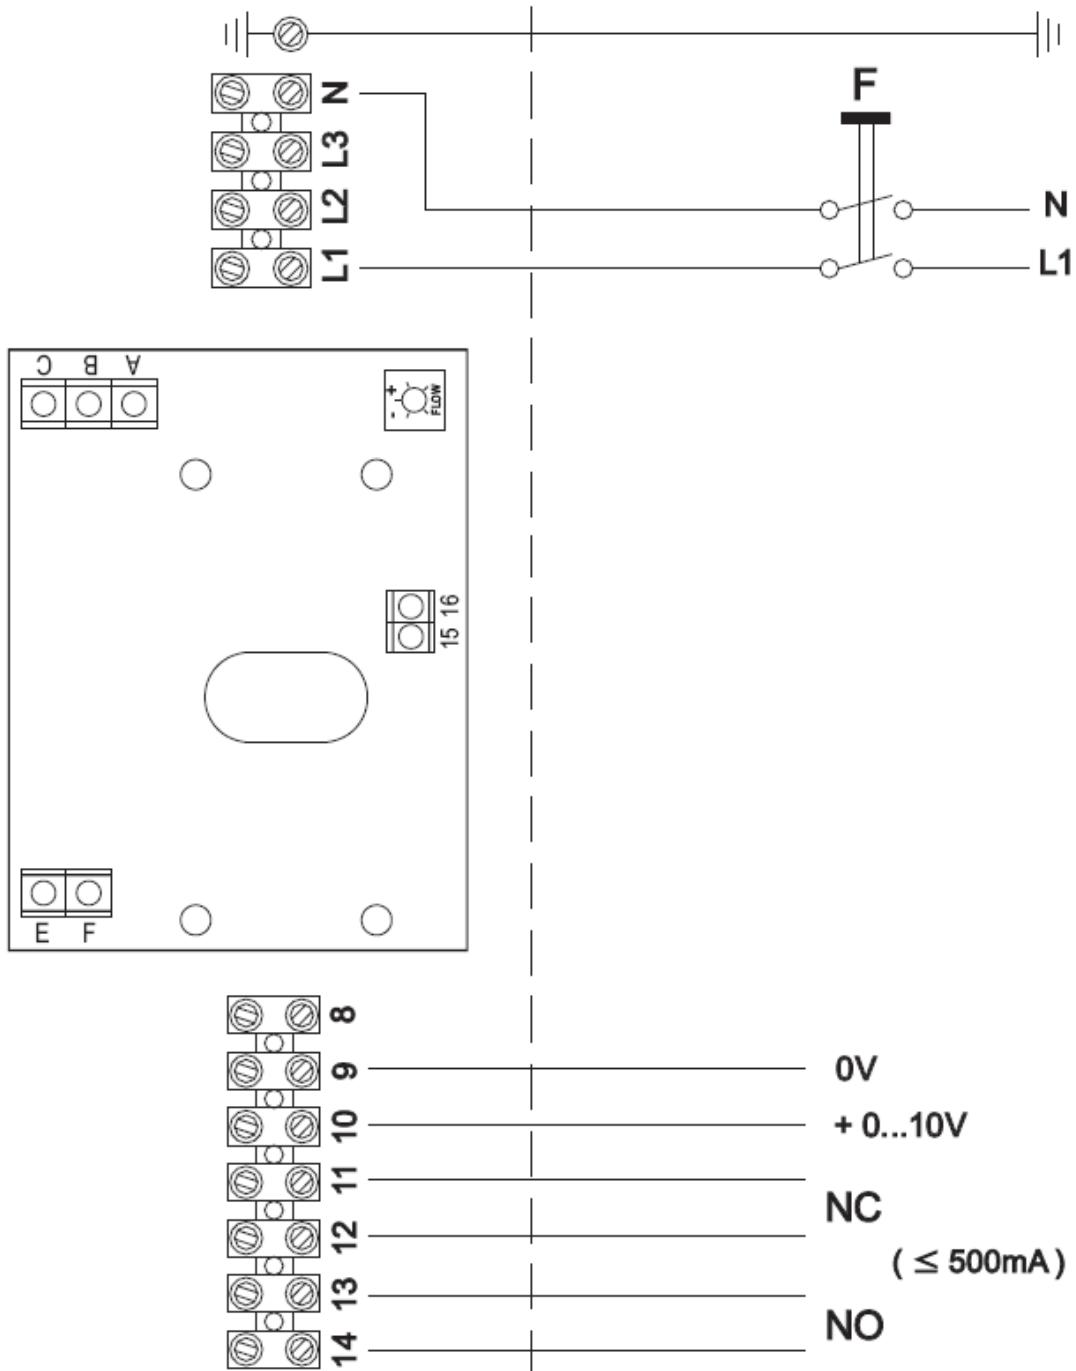 N
L3
L2
L1
F
N
L1
C B A
+
-
FLOW
16
15
E F
8
9
10
11
12
13
14
0V
+ 0...10V
NC
( ≤ 500mA )
NO